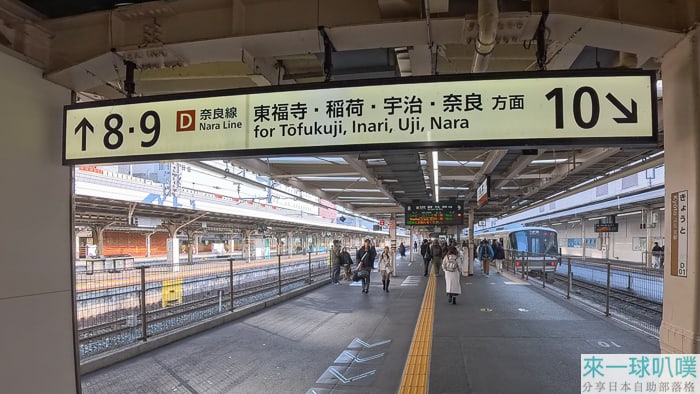 ↑ 8·9 D 奈良線 東福寺・稲荷・宇治・奈良 方面 10 ↘
Nara Line for Tōfukuji, Inari, Uji, Nara
きょうと
D01
01
來一球叭噗
分享日本自助部落格